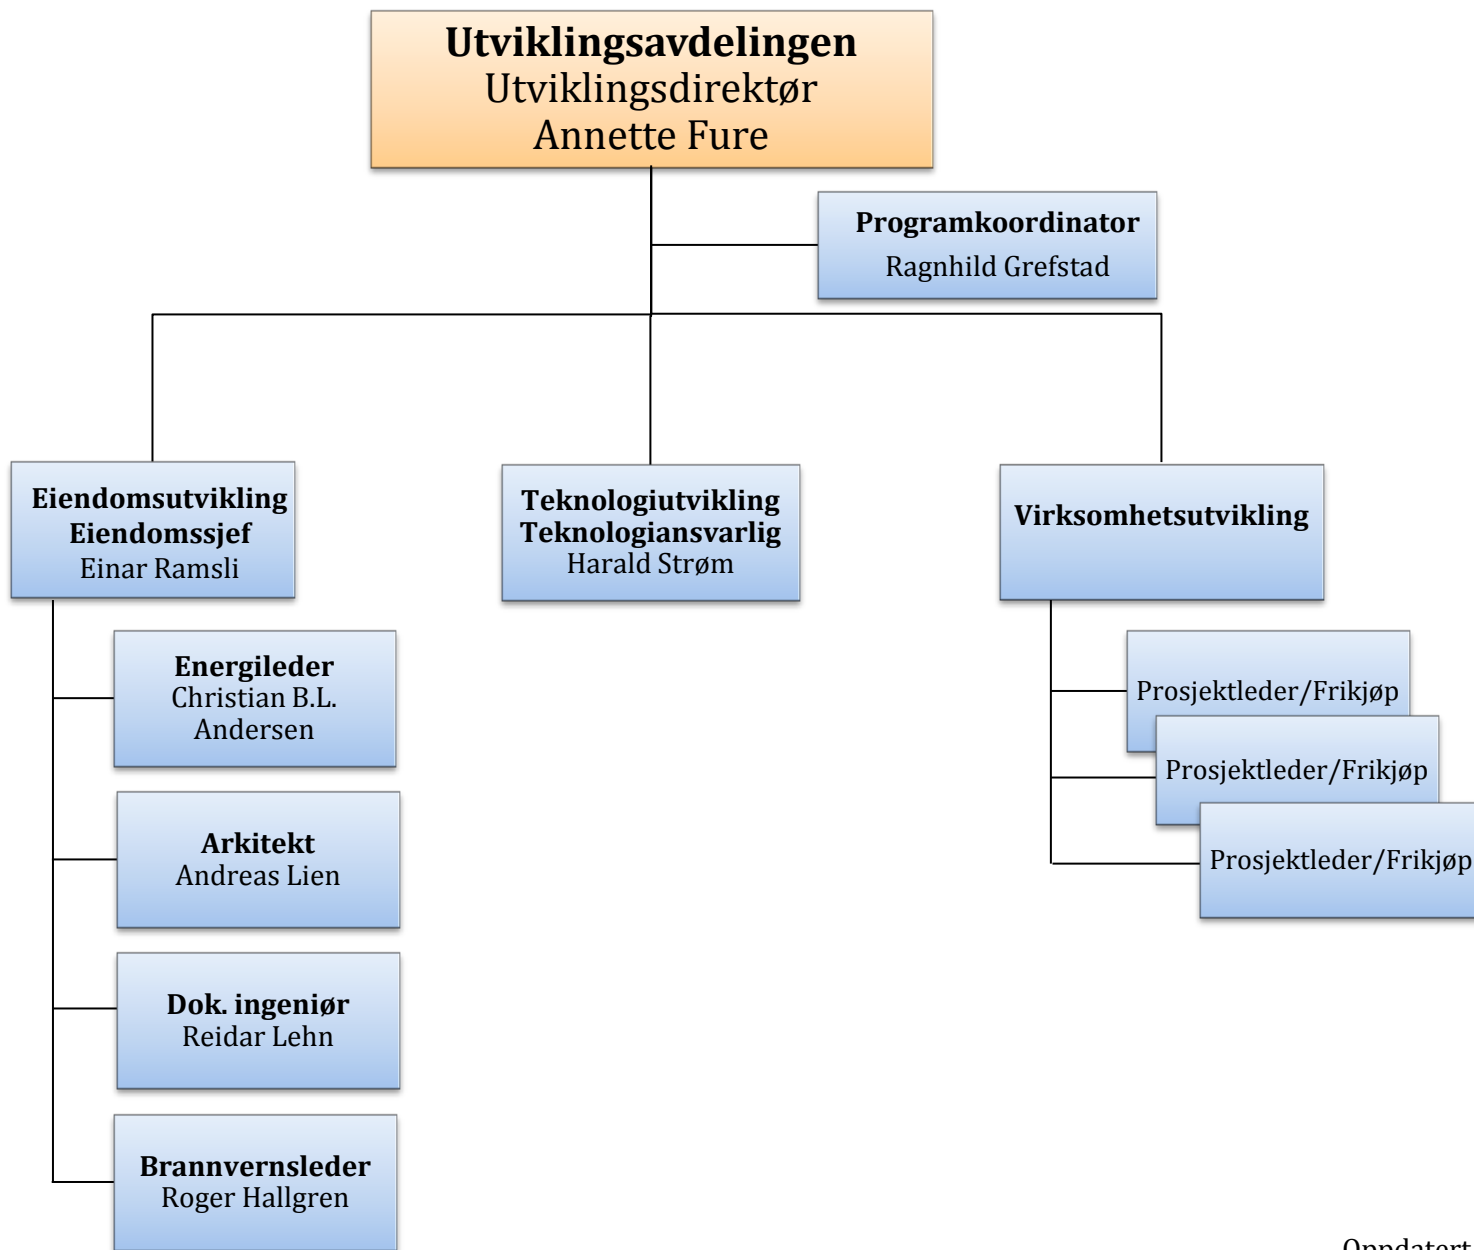 Utviklingsavdelingen
Utviklingsdirektør
Annette Fure
Programkoordinator
Ragnhild Grefstad
Eiendomsutvikling
Eiendomssjef
Einar Ramsli
Teknologiutvikling
Teknologiansvarlig
Harald Strøm
Virksomhetsutvikling
Energileder
Christian B.L.
Andersen
Arkitekt
Andreas Lien
Dok. ingeniør
Reidar Lehn
Brannvernsleder
Roger Hallgren
Prosjektleder/Frikjøp
Prosjektleder/Frikjøp
Prosjektleder/Frikjøp
Oppdatert